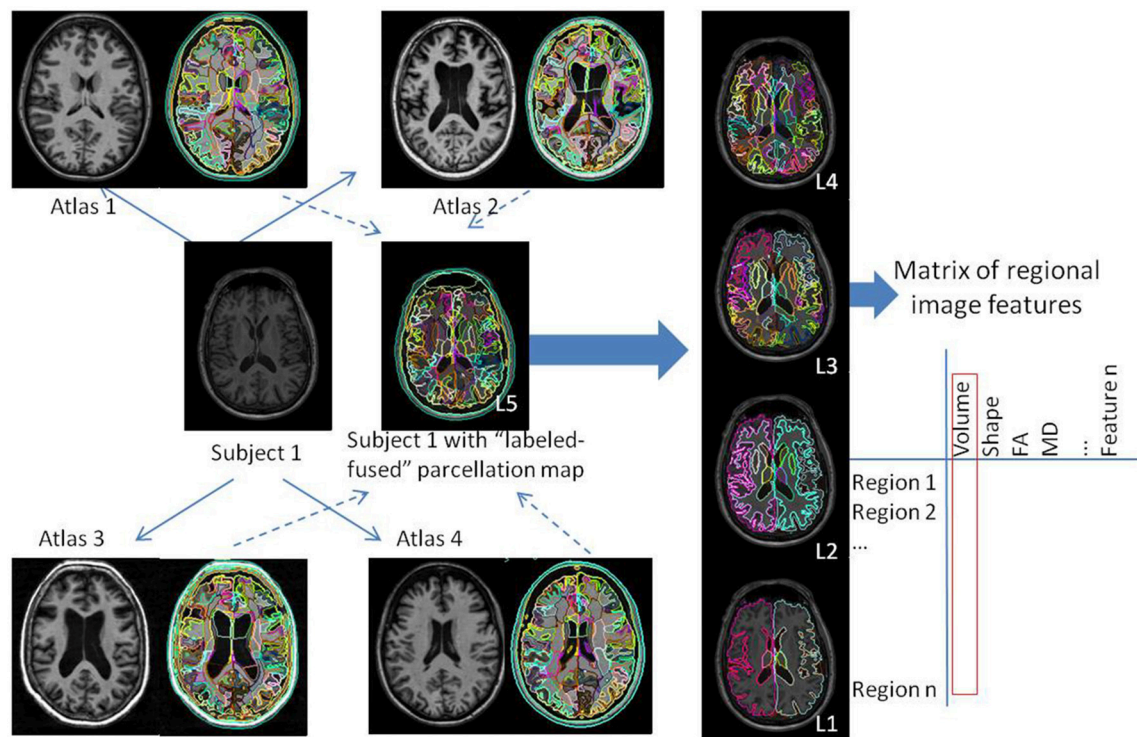 Atlas 1
Atlas 2
Subject 1
L5
Subject 1 with “labeled-
fused” parcellation map
Atlas 3
Atlas 4
L4
L3
L2
L1
Matrix of regional
image features
Volume
Shape
FA
MD
...
Feature n
Region 1
Region 2
...
Region n